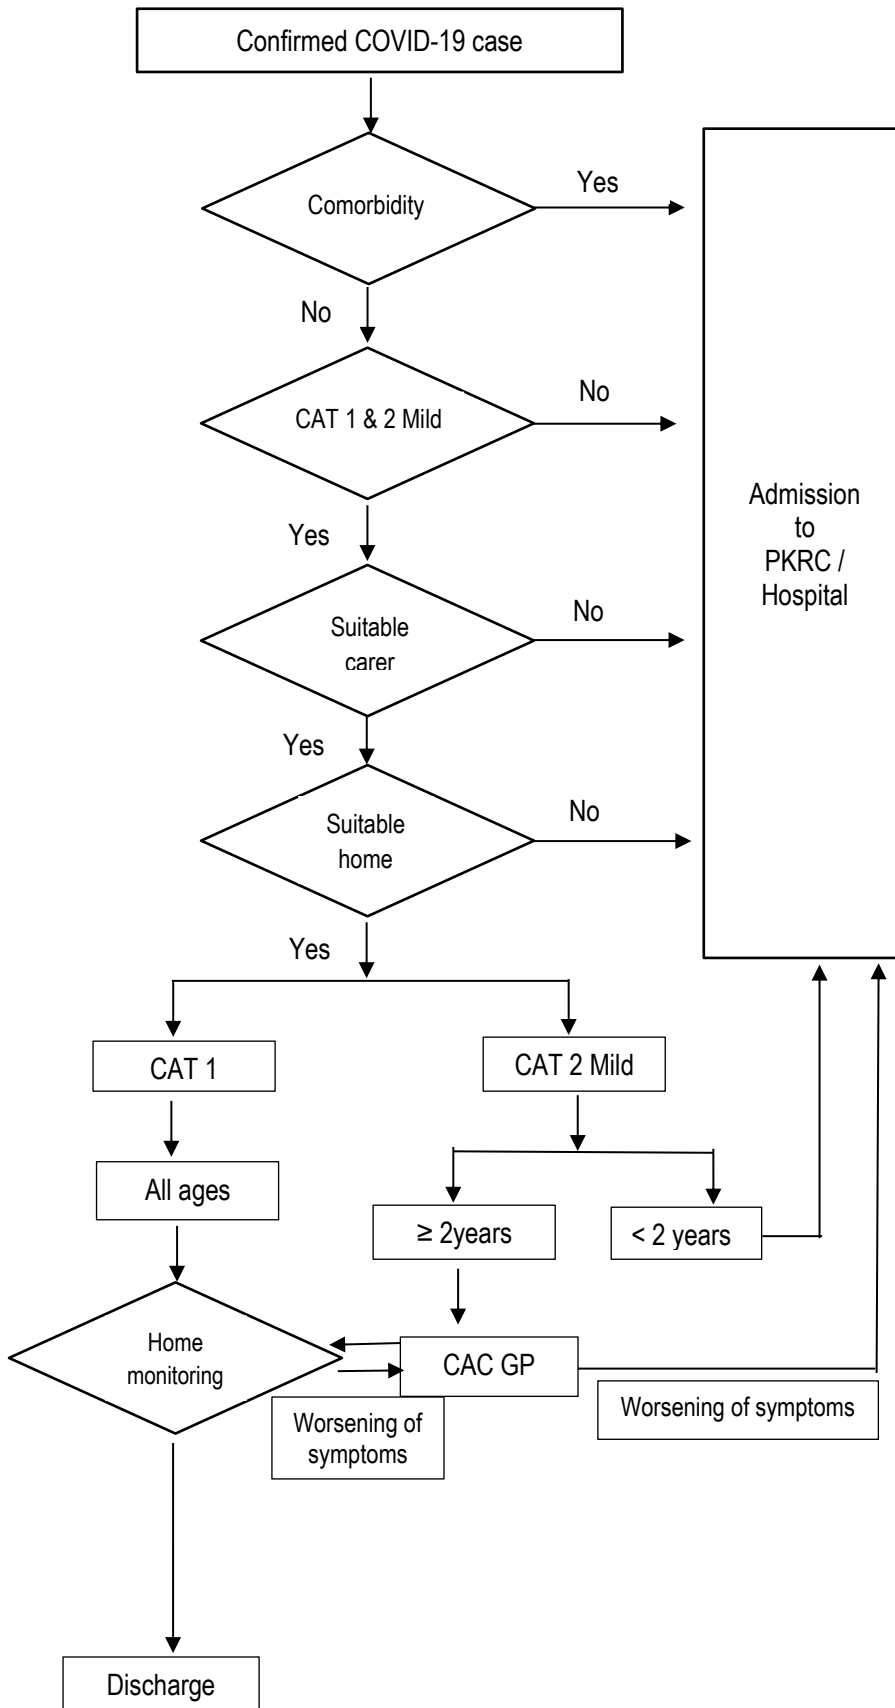 Confirmed COVID-19 case
Comorbidity
Yes
No
CAT 1 & 2 Mild
No
Yes
Suitable
carer
No
Yes
Suitable
home
No
Yes
Admission
to
PKRC /
Hospital
CAT 1
CAT 2 Mild
All ages
≥ 2years
< 2 years
Home
monitoring
CAC GP
Worsening of
symptoms
Worsening of symptoms
Discharge